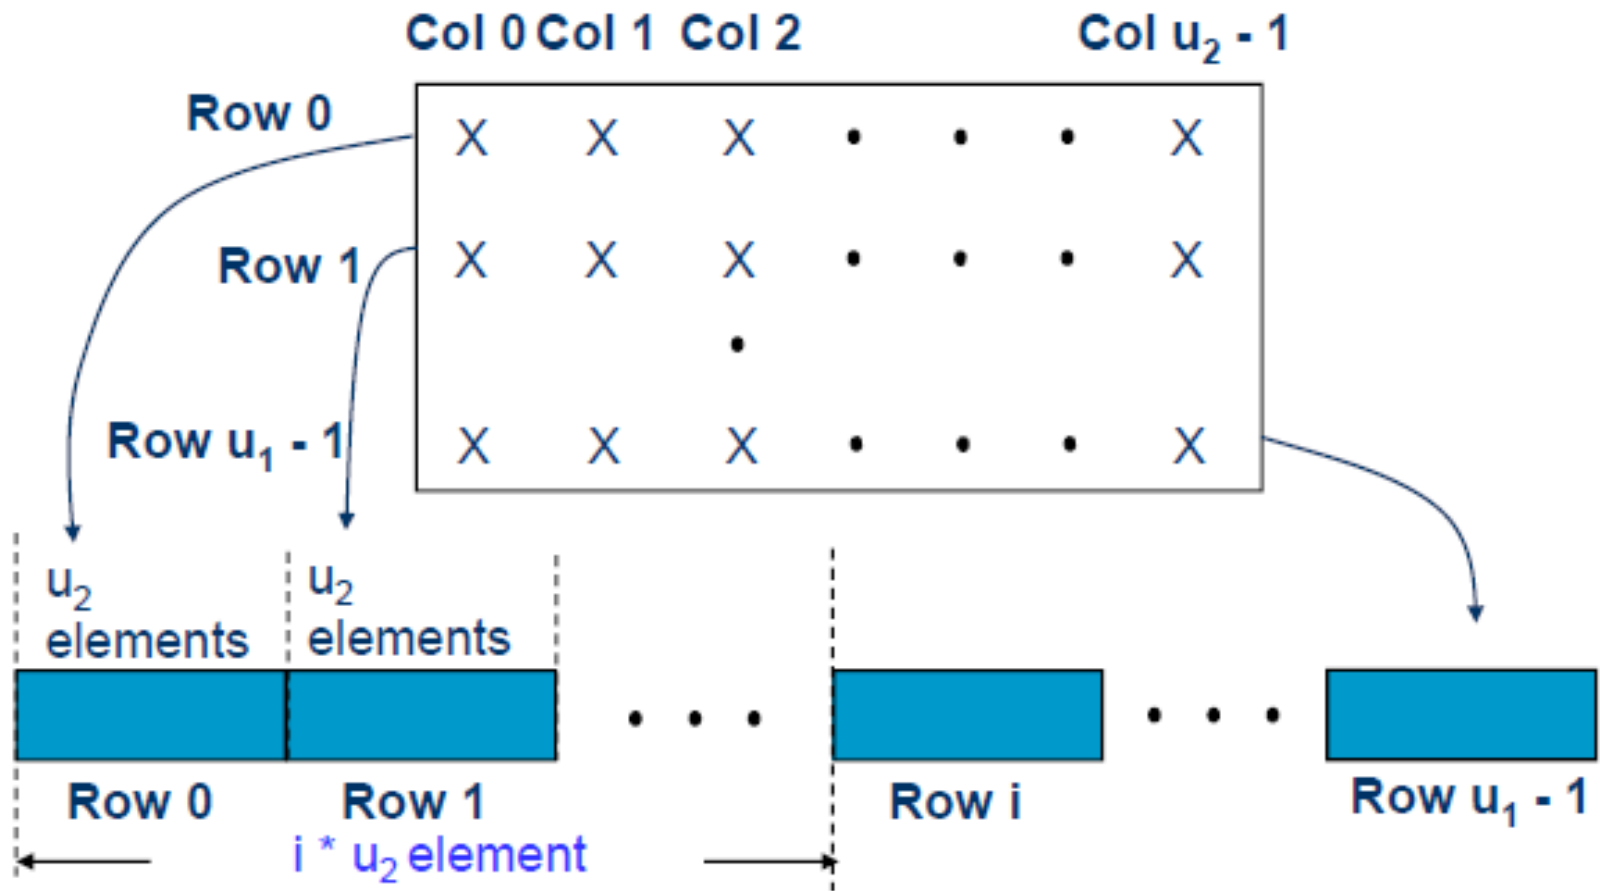 Col 0 Col 1 Col 2 Col u₂ - 1
Row 0
X X X • • • X
Row 1
X X X • • • X
•
Row u₁ - 1
X X X • • • X
u₂ elements
u₂ elements
• • •
• • •
Row 0 Row 1 Row i Row u₁ - 1
i * u₂ element